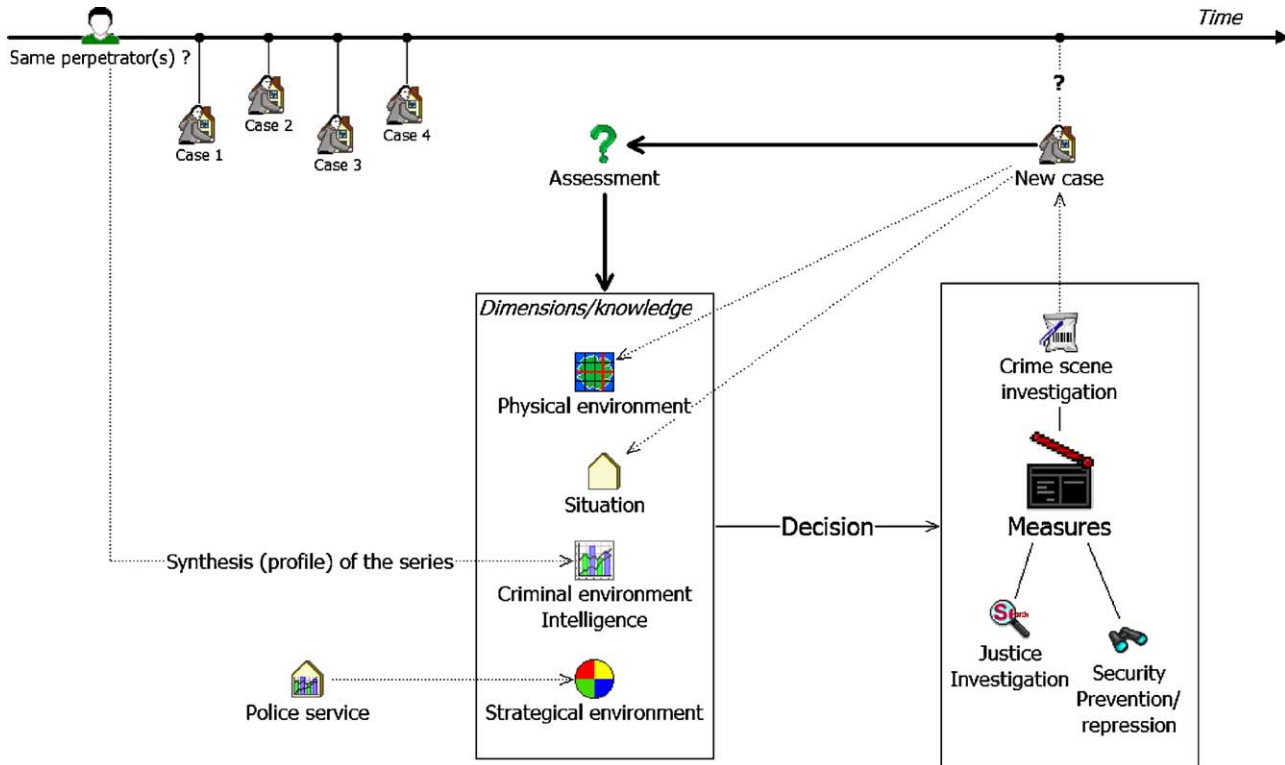 Time
Same perpetrator(s) ?
Case 1
Case 2
Case 3
Case 4
?
Assessment
New case
Dimensions/knowledge
Physical environment
Situation
Synthesis (profile) of the series
Criminal environment
Intelligence
Police service
Strategical environment
Decision
Crime scene
investigation
Measures
Justice
Investigation
Security
Prevention/
repression